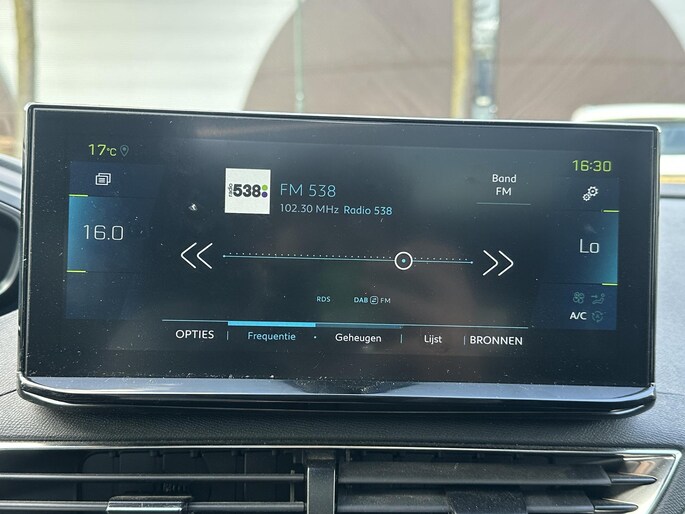 17°C
16:30
16.0
radio
538
FM 538
102.30 MHz Radio 538
Band
FM
Lo
RDS
DAB FM
A/C
OPTIES
Frequentie
Geheugen
Lijst
BRONNEN